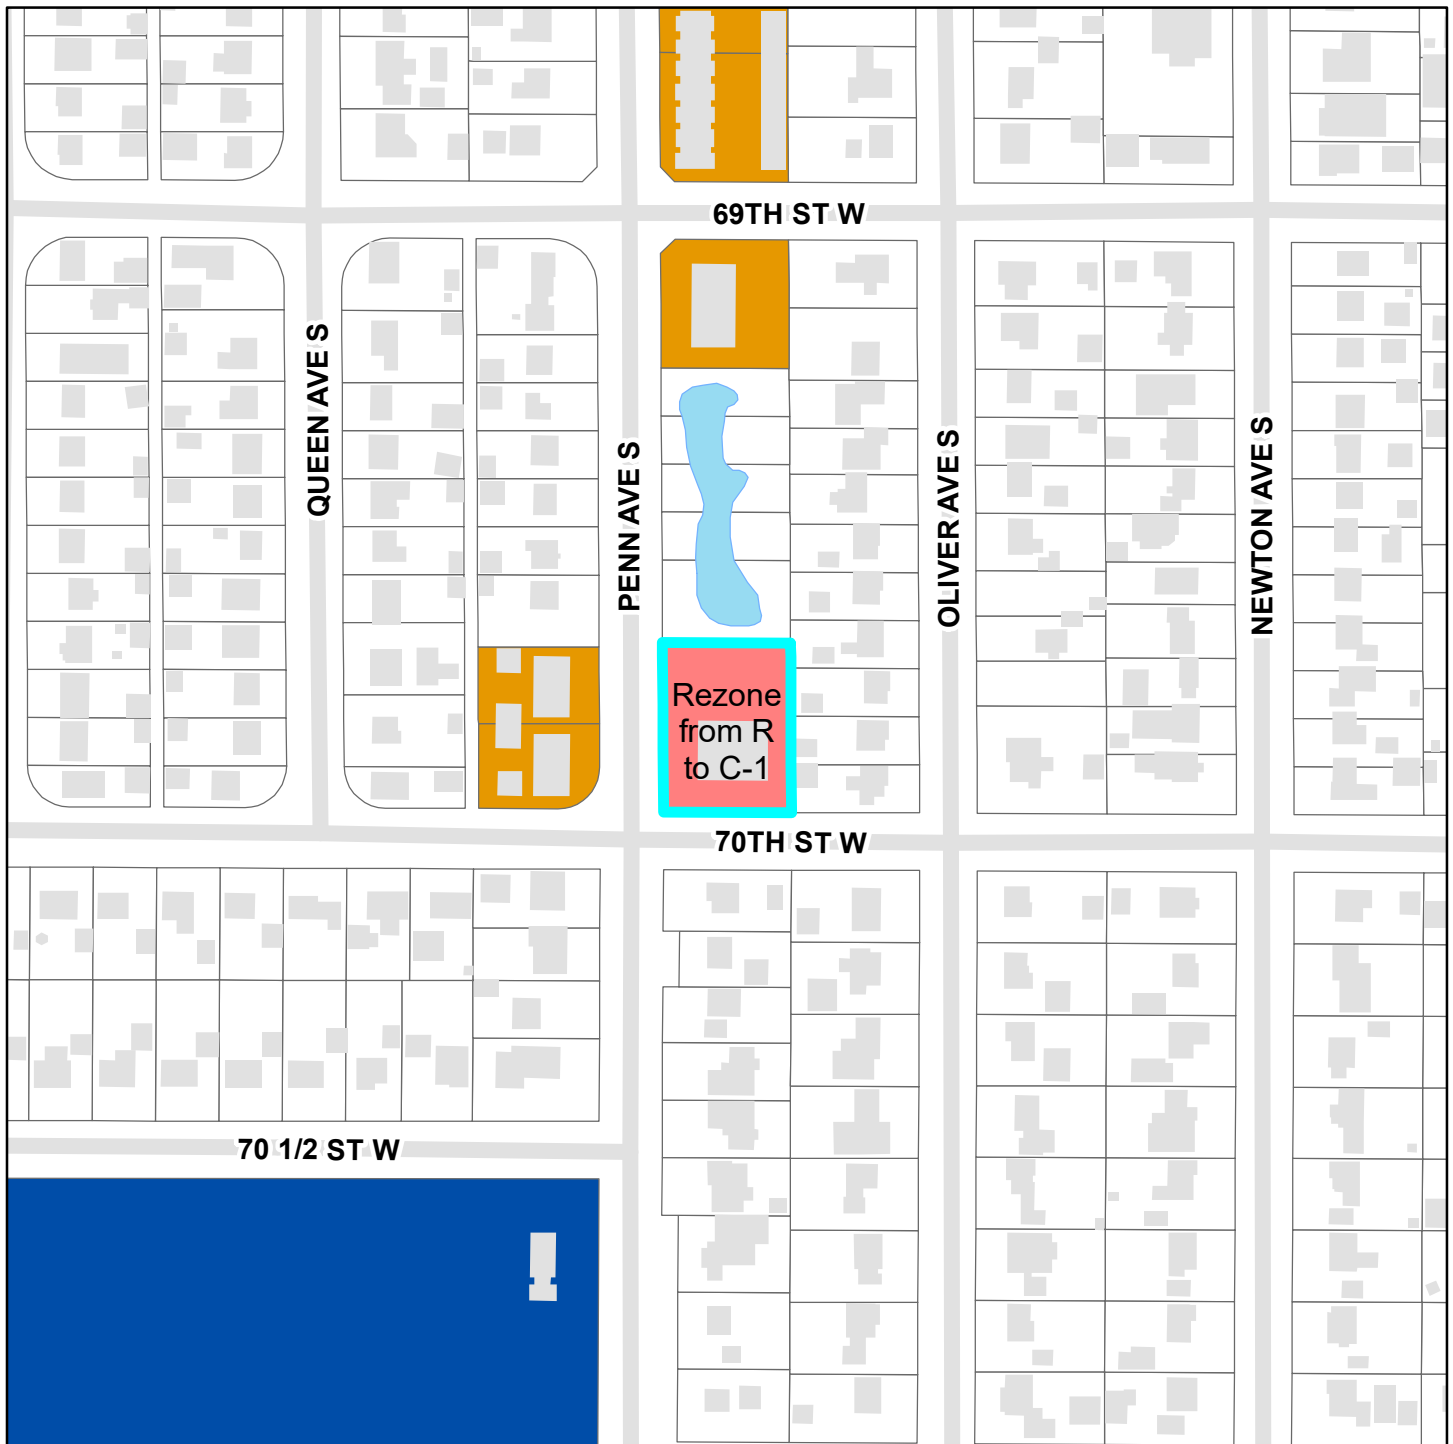 69TH ST W
QUEEN AVE S
PENN AVE S
OLIVER AVE S
NEWTON AVE S
Rezone
from R
to C-1
70TH ST W
70 1/2 ST W